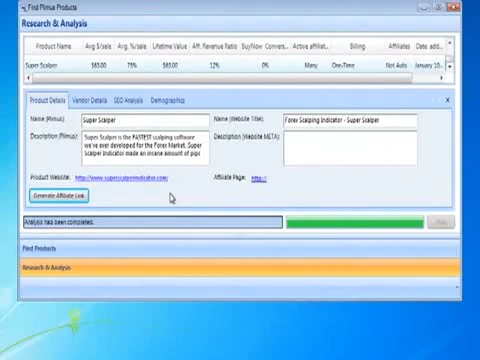 Find Plimus Products
Research & Analysis
Product Name Avg $/sale Avg. %/sale Lifetime Value Aff. Revenue Ratio BuyNow Convers... Active affiliat... Billing Affiliates Date add...
Super Scalper $65.00 75% $65.00 12% 0% Many One-Time Not Auto January 10...
Product Details Vendor Details SEO Analysis Demographics x
Name (Plimus): Super Scalper Name (Website Title): Forex Scalping Indicator - Super Scalper
Description (Plimus): Super Scalper is the FASTEST scalping software Description (Website META):
we've ever developed for the Forex Market. Super
Scalper Indicator made an insane amount of pips
Product Website: http://www.superscalperindicator.com/ Affiliate Page: http://
Generate Affiliate Link
Analysis has been completed.
Find Products
Research & Analysis